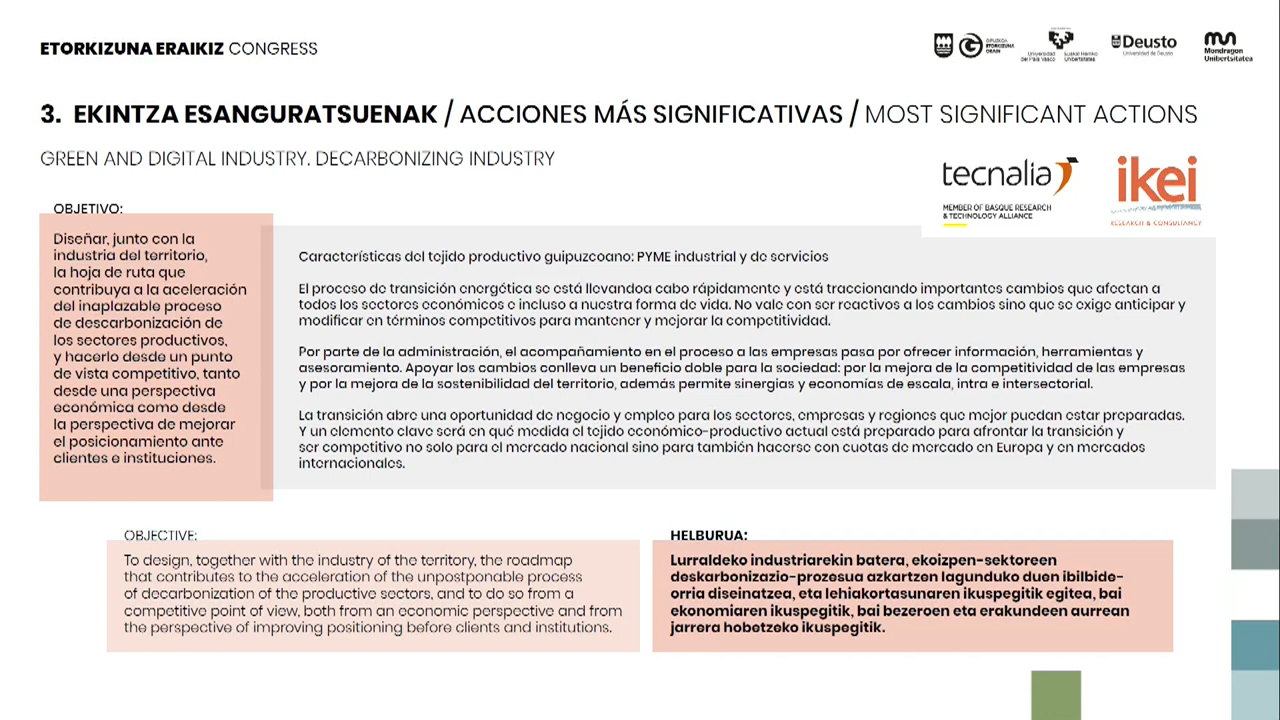 ETORKIZUNA ERAIKIZ CONGRESS
GIPUZKOA
ETORKIZUNA
ORAIN
Universidad del País Vasco
Euskal Herriko Unibertsitatea
Deusto
Universidad de Deusto
Mondragon
Unibertsitatea
3. EKINTZA ESANGURATSUENAK / ACCIONES MÁS SIGNIFICATIVAS / MOST SIGNIFICANT ACTIONS
GREEN AND DIGITAL INDUSTRY. DECARBONIZING INDUSTRY
tecnalia
MEMBER OF BASQUE RESEARCH
& TECHNOLOGY ALLIANCE
ikei
RESEARCH & CONSULTANCY
OBJETIVO:
Diseñar, junto con la
industria del territorio,
la hoja de ruta que
contribuya a la aceleración
del inaplazable proceso
de descarbonización de
los sectores productivos,
y hacerlo desde un punto
de vista competitivo, tanto
desde una perspectiva
económica como desde
la perspectiva de mejorar
el posicionamiento ante
clientes e instituciones.
Características del tejido productivo guipuzcoano: PYME industrial y de servicios
El proceso de transición energética se está llevandoa cabo rápidamente y está traccionando importantes cambios que afectan a
todos los sectores económicos e incluso a nuestra forma de vida. No vale con ser reactivos a los cambios sino que se exige anticipar y
modificar en términos competitivos para mantener y mejorar la competitividad.
Por parte de la administración, el acompañamiento en el proceso a las empresas pasa por ofrecer información, herramientas y
asesoramiento. Apoyar los cambios conlleva un beneficio doble para la sociedad: por la mejora de la competitividad de las empresas
y por la mejora de la sostenibilidad del territorio, además permite sinergias y economías de escala, intra e intersectorial.
La transición abre una oportunidad de negocio y empleo para los sectores, empresas y regiones que mejor puedan estar preparadas.
Y un elemento clave será en qué medida el tejido económico-productivo actual está preparado para afrontar la transición y
ser competitivo no solo para el mercado nacional sino para también hacerse con cuotas de mercado en Europa y en mercados
internacionales.
OBJECTIVE:
To design, together with the industry of the territory, the roadmap
that contributes to the acceleration of the unpostponable process
of decarbonization of the productive sectors, and to do so from a
competitive point of view, both from an economic perspective and from
the perspective of improving positioning before clients and institutions.
HELBURUA:
Lurraldeko industriarekin batera, ekoizpen-sektoreen
deskarbonizazio-prozesua azkartzen lagunduko duen ibilbide-
orria diseinatzea, eta lehiakortasunaren ikuspegitik egitea, bai
ekonomiaren ikuspegitik, bai bezeroen eta erakundeen aurrean
jarrera hobetzeko ikuspegitik.